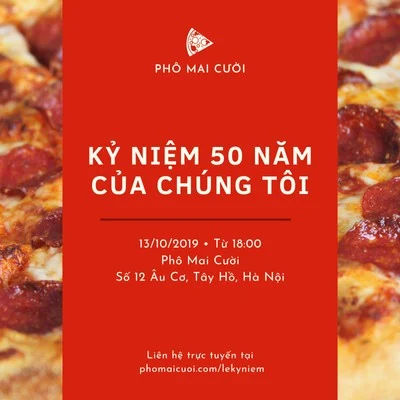 PHÔ MAI CƯỜI
KỶ NIỆM 50 NĂM
CỦA CHÚNG TÔI
13/10/2019 • Từ 18:00
Phô Mai Cười
Số 12 Âu Cơ, Tây Hồ, Hà Nội
Liên hệ trực tuyến tại
phomaicuoi.com/lekyniem